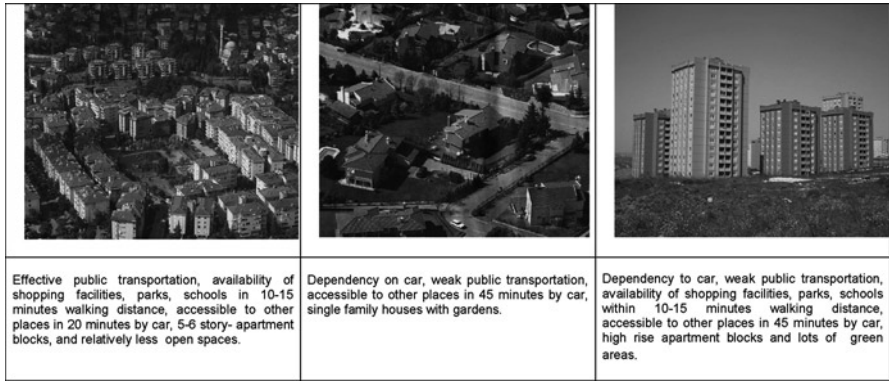 Effective public transportation, availability of
shopping facilities, parks, schools in 10-15
minutes walking distance, accessible to other
places in 20 minutes by car, 5-6 story- apartment
blocks, and relatively less open spaces.
Dependency on car, weak public transportation,
accessible to other places in 45 minutes by car,
single family houses with gardens.
Dependency to car, weak public transportation,
availability of shopping facilities, parks, schools
within 10-15 minutes walking distance,
accessible to other places in 45 minutes by car,
high rise apartment blocks and lots of green
areas.